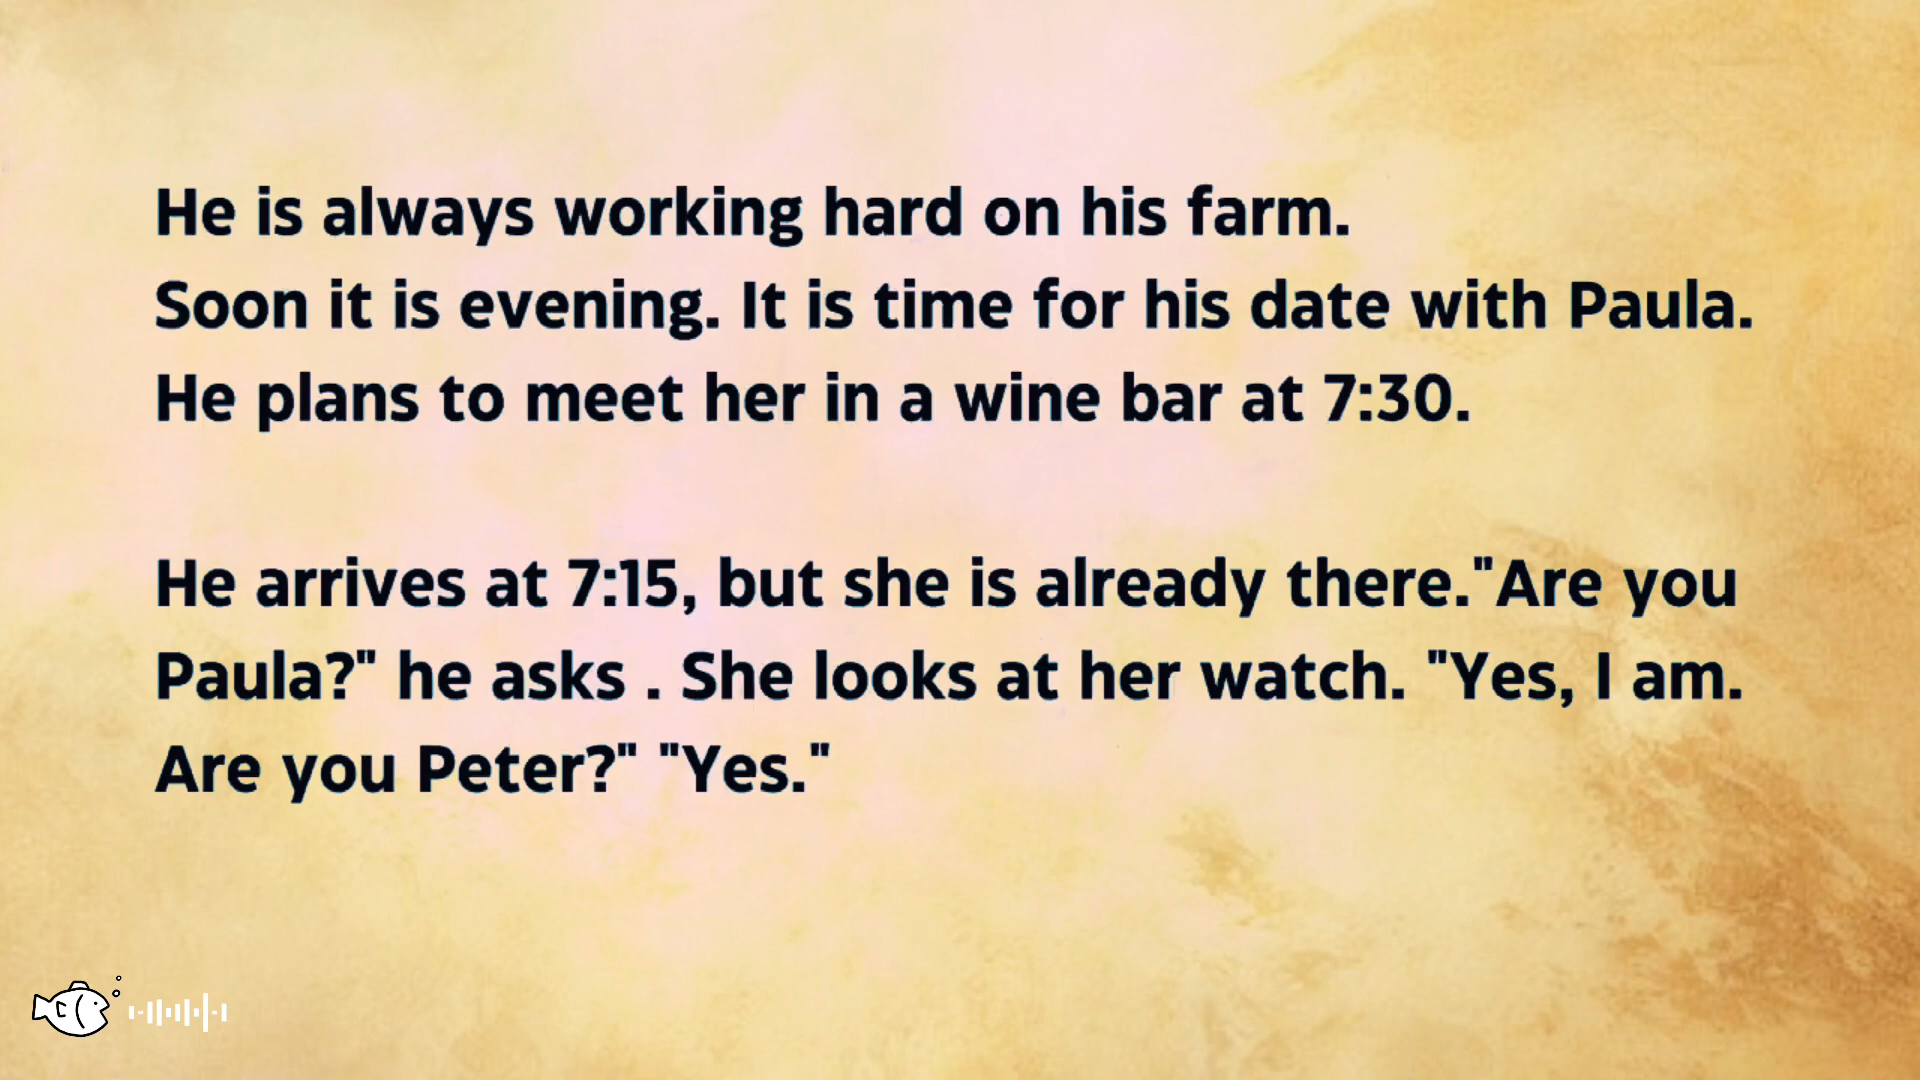 He is always working hard on his farm.
Soon it is evening. It is time for his date with Paula.
He plans to meet her in a wine bar at 7:30.
He arrives at 7:15, but she is already there."Are you
Paula?" he asks . She looks at her watch. "Yes, I am.
Are you Peter?" "Yes."